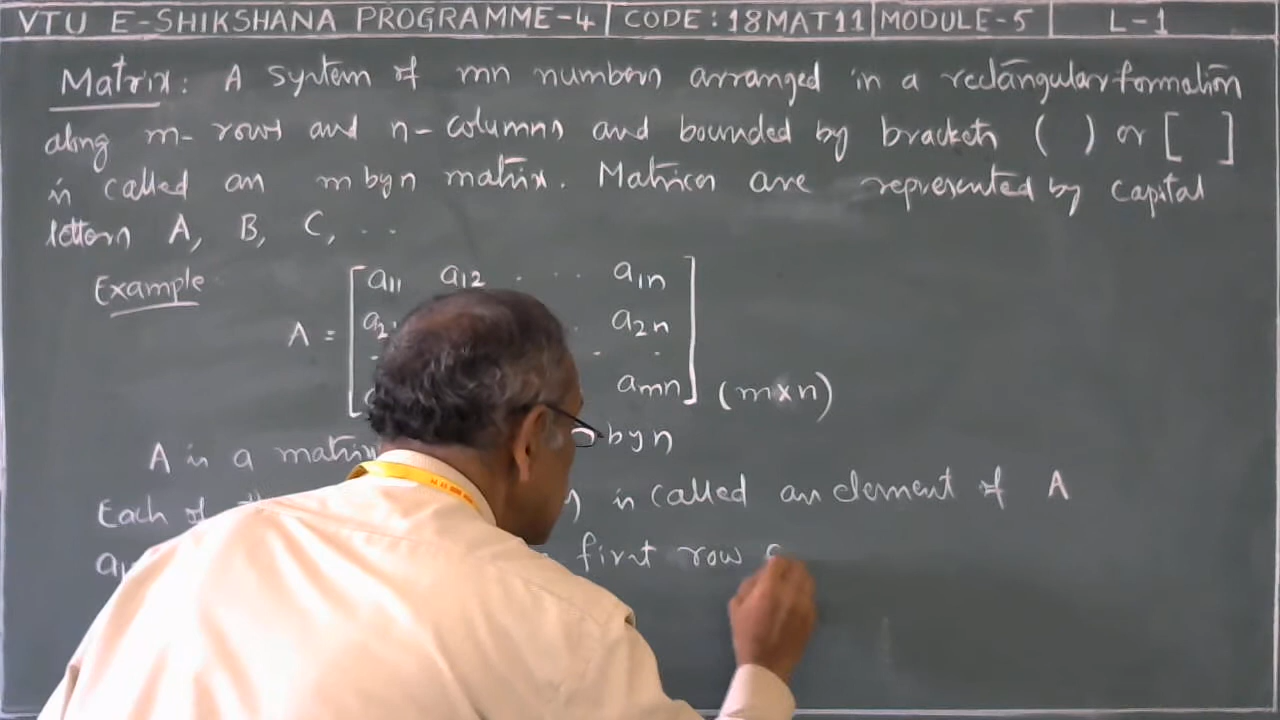 VTU E-SHIKSHANA PROGRAMME-4 CODE: 18MAT11 MODULE-5 L-1
Matrix: A system of mn numbers arranged in a rectangular formation
along m- rows and n- columns and bounded by brackets ( ) or [ ]
is called an m by n matrix. Matrices are represented by capital
letters A, B, C, ..
Example
a11 a12 . .. a1n
A = [ a2 . a2n
. . .
amn ] (m×n)
A is a matrix by n
Each of is called an element of A
first row